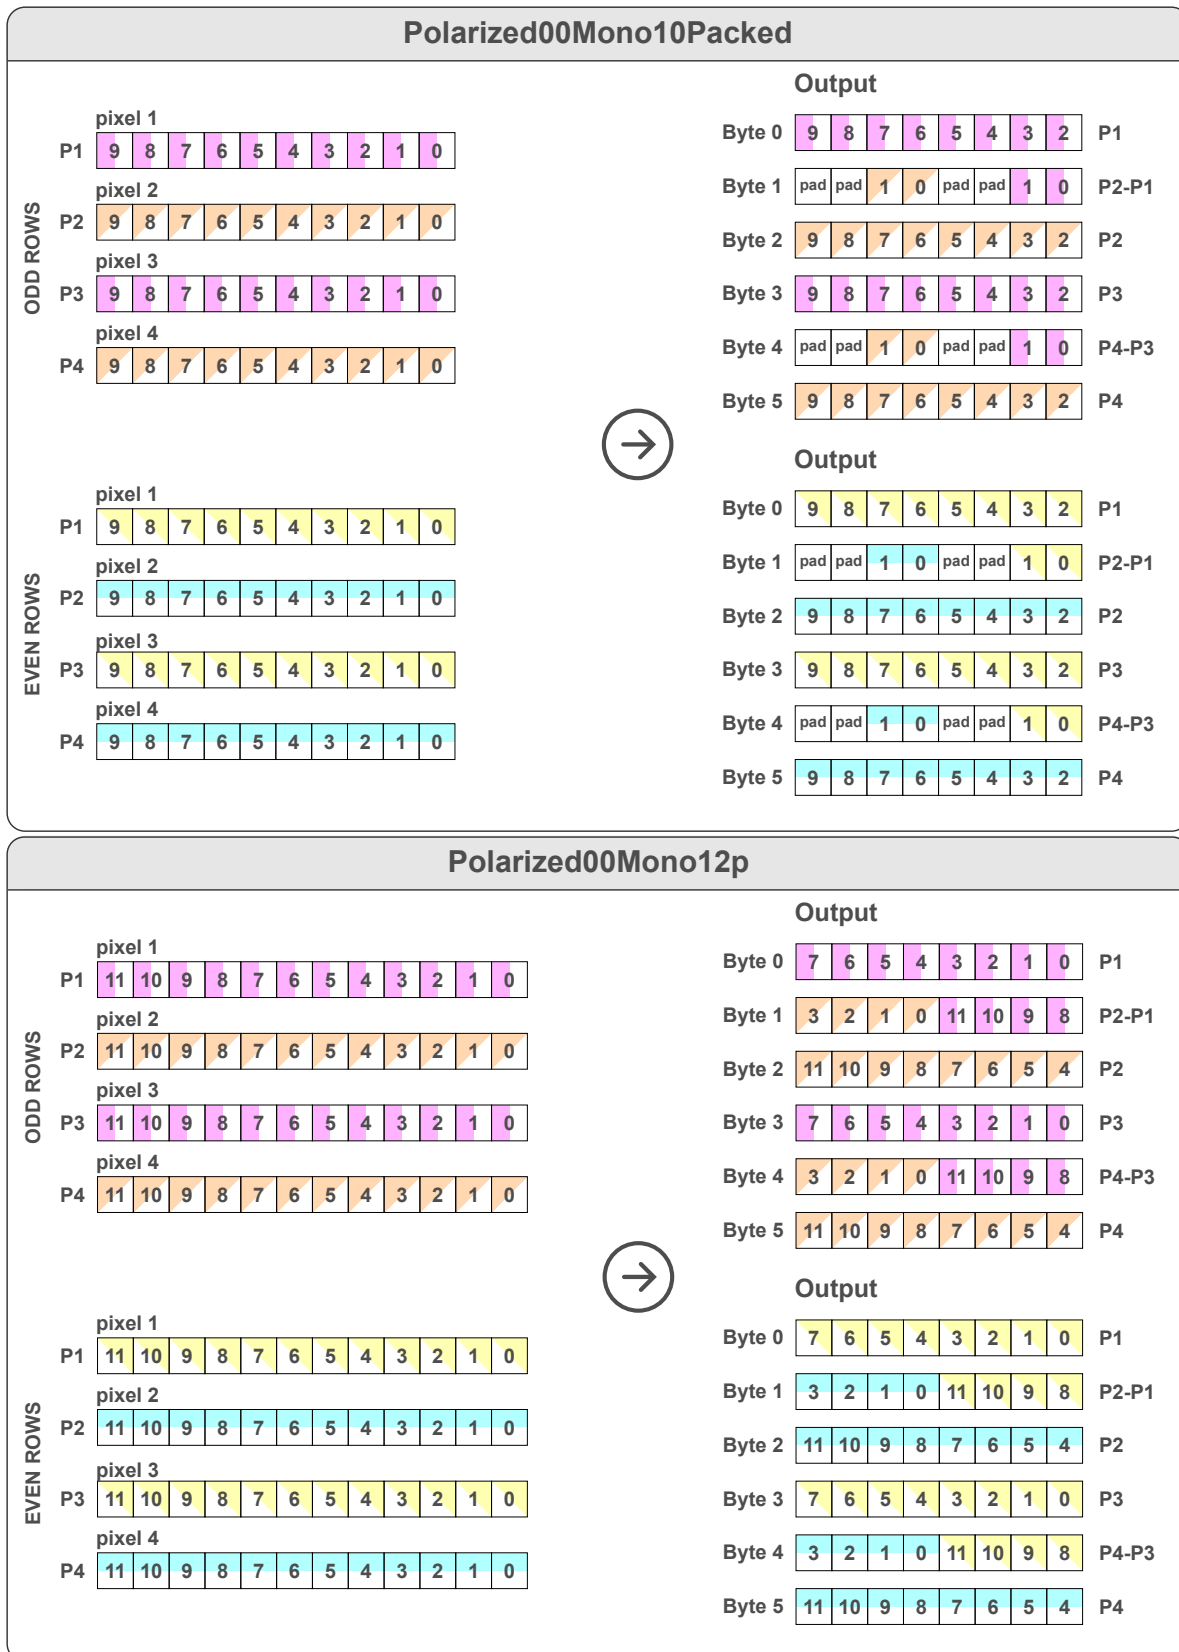 Polarized00Mono10Packed
Output
pixel 1
P1 9 8 7 6 5 4 3 2 1 0
Byte 0 9 8 7 6 5 4 3 2 P1
pixel 2
P2 9 8 7 6 5 4 3 2 1 0
Byte 1 pad pad 1 0 pad pad 1 0 P2-P1
Byte 2 9 8 7 6 5 4 3 2 P2
pixel 3
P3 9 8 7 6 5 4 3 2 1 0
Byte 3 9 8 7 6 5 4 3 2 P3
pixel 4
P4 9 8 7 6 5 4 3 2 1 0
Byte 4 pad pad 1 0 pad pad 1 0 P4-P3
Byte 5 9 8 7 6 5 4 3 2 P4
ODD ROWS
Output
pixel 1
P1 9 8 7 6 5 4 3 2 1 0
Byte 0 9 8 7 6 5 4 3 2 P1
pixel 2
P2 9 8 7 6 5 4 3 2 1 0
Byte 1 pad pad 1 0 pad pad 1 0 P2-P1
Byte 2 9 8 7 6 5 4 3 2 P2
pixel 3
P3 9 8 7 6 5 4 3 2 1 0
Byte 3 9 8 7 6 5 4 3 2 P3
pixel 4
P4 9 8 7 6 5 4 3 2 1 0
Byte 4 pad pad 1 0 pad pad 1 0 P4-P3
Byte 5 9 8 7 6 5 4 3 2 P4
EVEN ROWS
Polarized00Mono12p
Output
pixel 1
P1 11 10 9 8 7 6 5 4 3 2 1 0
Byte 0 7 6 5 4 3 2 1 0 P1
pixel 2
P2 11 10 9 8 7 6 5 4 3 2 1 0
Byte 1 3 2 1 0 11 10 9 8 P2-P1
Byte 2 11 10 9 8 7 6 5 4 P2
pixel 3
P3 11 10 9 8 7 6 5 4 3 2 1 0
Byte 3 7 6 5 4 3 2 1 0 P3
pixel 4
P4 11 10 9 8 7 6 5 4 3 2 1 0
Byte 4 3 2 1 0 11 10 9 8 P4-P3
Byte 5 11 10 9 8 7 6 5 4 P4
ODD ROWS
Output
pixel 1
P1 11 10 9 8 7 6 5 4 3 2 1 0
Byte 0 7 6 5 4 3 2 1 0 P1
pixel 2
P2 11 10 9 8 7 6 5 4 3 2 1 0
Byte 1 3 2 1 0 11 10 9 8 P2-P1
Byte 2 11 10 9 8 7 6 5 4 P2
pixel 3
P3 11 10 9 8 7 6 5 4 3 2 1 0
Byte 3 7 6 5 4 3 2 1 0 P3
pixel 4
P4 11 10 9 8 7 6 5 4 3 2 1 0
Byte 4 3 2 1 0 11 10 9 8 P4-P3
Byte 5 11 10 9 8 7 6 5 4 P4
EVEN ROWS